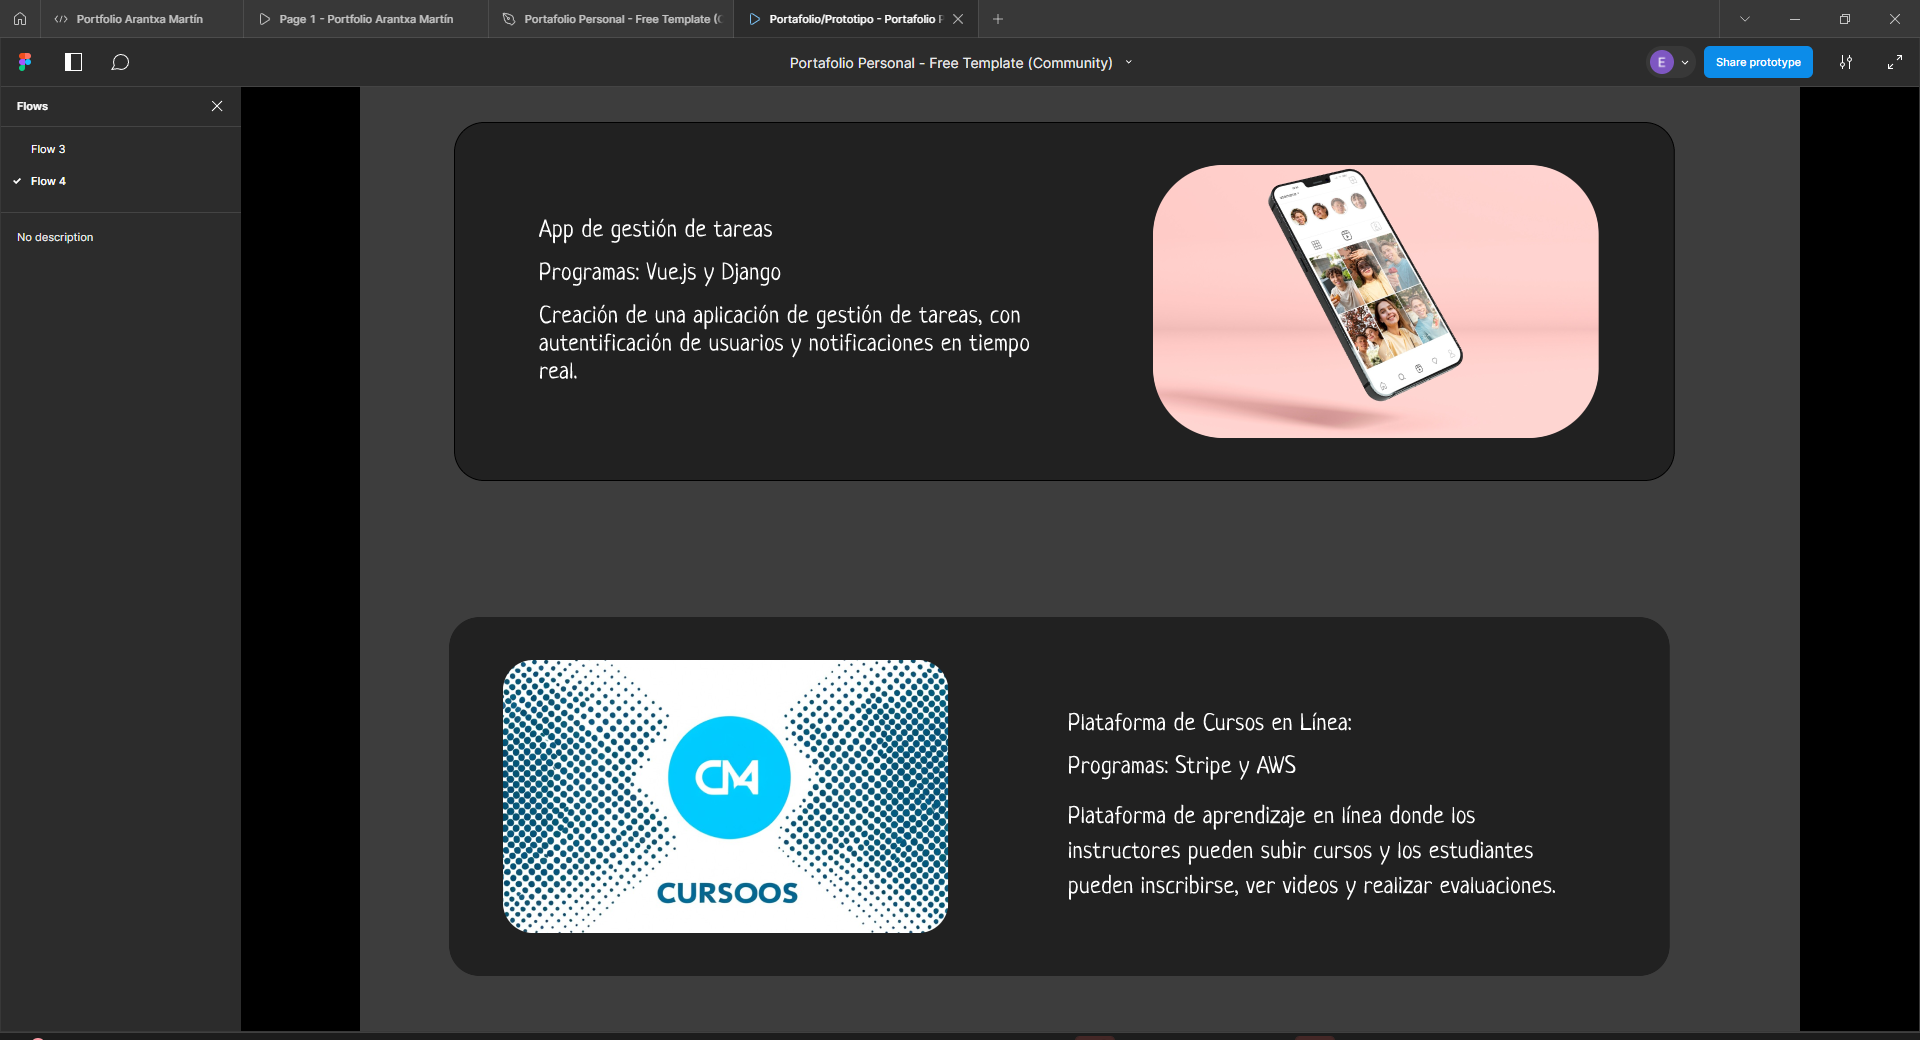 Portfolio Arantxa Martín
Page 1 - Portfolio Arantxa Martín
Portafolio Personal - Free Template (C
Portafolio/Prototipo - Portafolio P
Portafolio Personal - Free Template (Community)
E
Share prototype
Flows
Flow 3
Flow 4
No description
App de gestión de tareas
Programas: Vue.js y Django
Creación de una aplicación de gestión de tareas, con
autentificación de usuarios y notificaciones en tiempo
real.
CM
CURSOOS
Plataforma de Cursos en Línea:
Programas: Stripe y AWS
Plataforma de aprendizaje en línea donde los
instructores pueden subir cursos y los estudiantes
pueden inscribirse, ver videos y realizar evaluaciones.